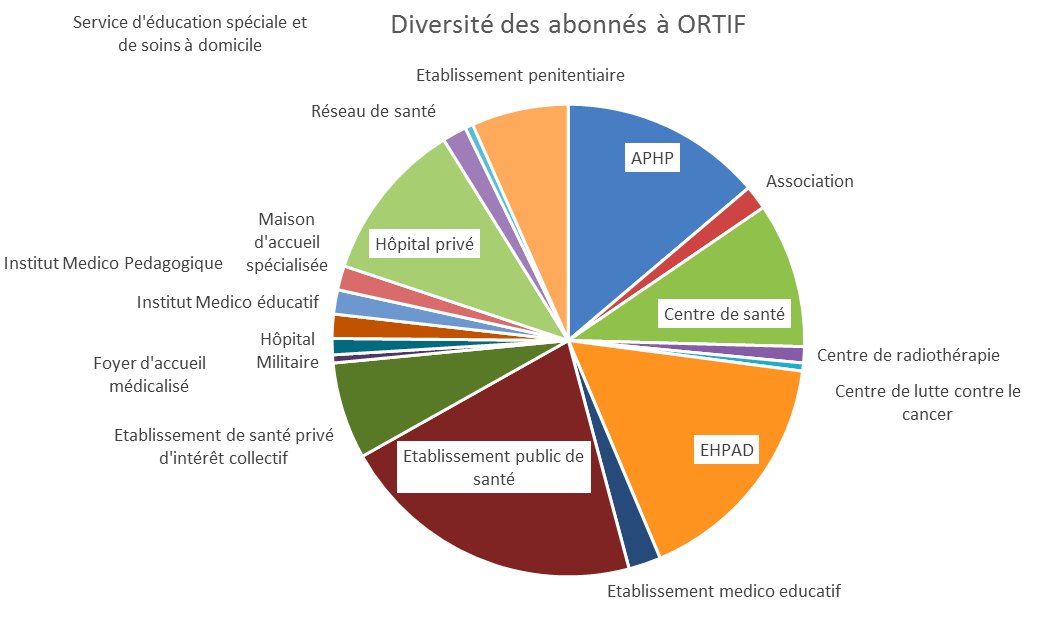 Service d'éducation spéciale et
de soins à domicile
Diversité des abonnés à ORTIF
Etablissement penitentiaire
Réseau de santé
APHP
Association
Maison
d'accueil
spécialisée
Hôpital privé
Institut Medico Pedagogique
Institut Medico éducatif
Centre de santé
Hôpital
Militaire
Centre de radiothérapie
Foyer d'accueil
médicalisé
Centre de lutte contre le
cancer
Etablissement de santé privé
d'intérêt collectif
EHPAD
Etablissement public de
santé
Etablissement medico educatif